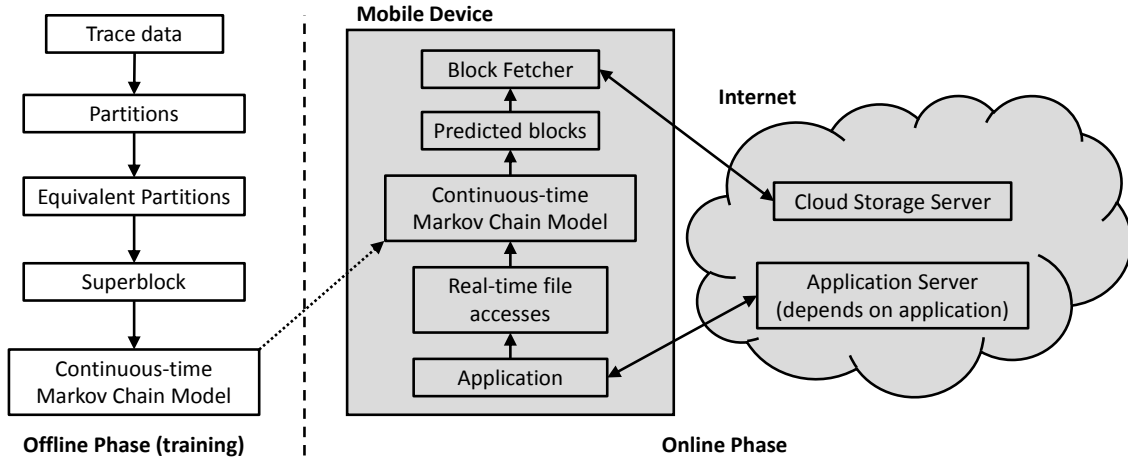 Trace data
Partitions
Equivalent Partitions
Superblock
Continuous-time
Markov Chain Model
Offline Phase (training)
Mobile Device
Block Fetcher
Predicted blocks
Continuous-time
Markov Chain Model
Real-time file
accesses
Application
Internet
Cloud Storage Server
Application Server
(depends on application)
Online Phase